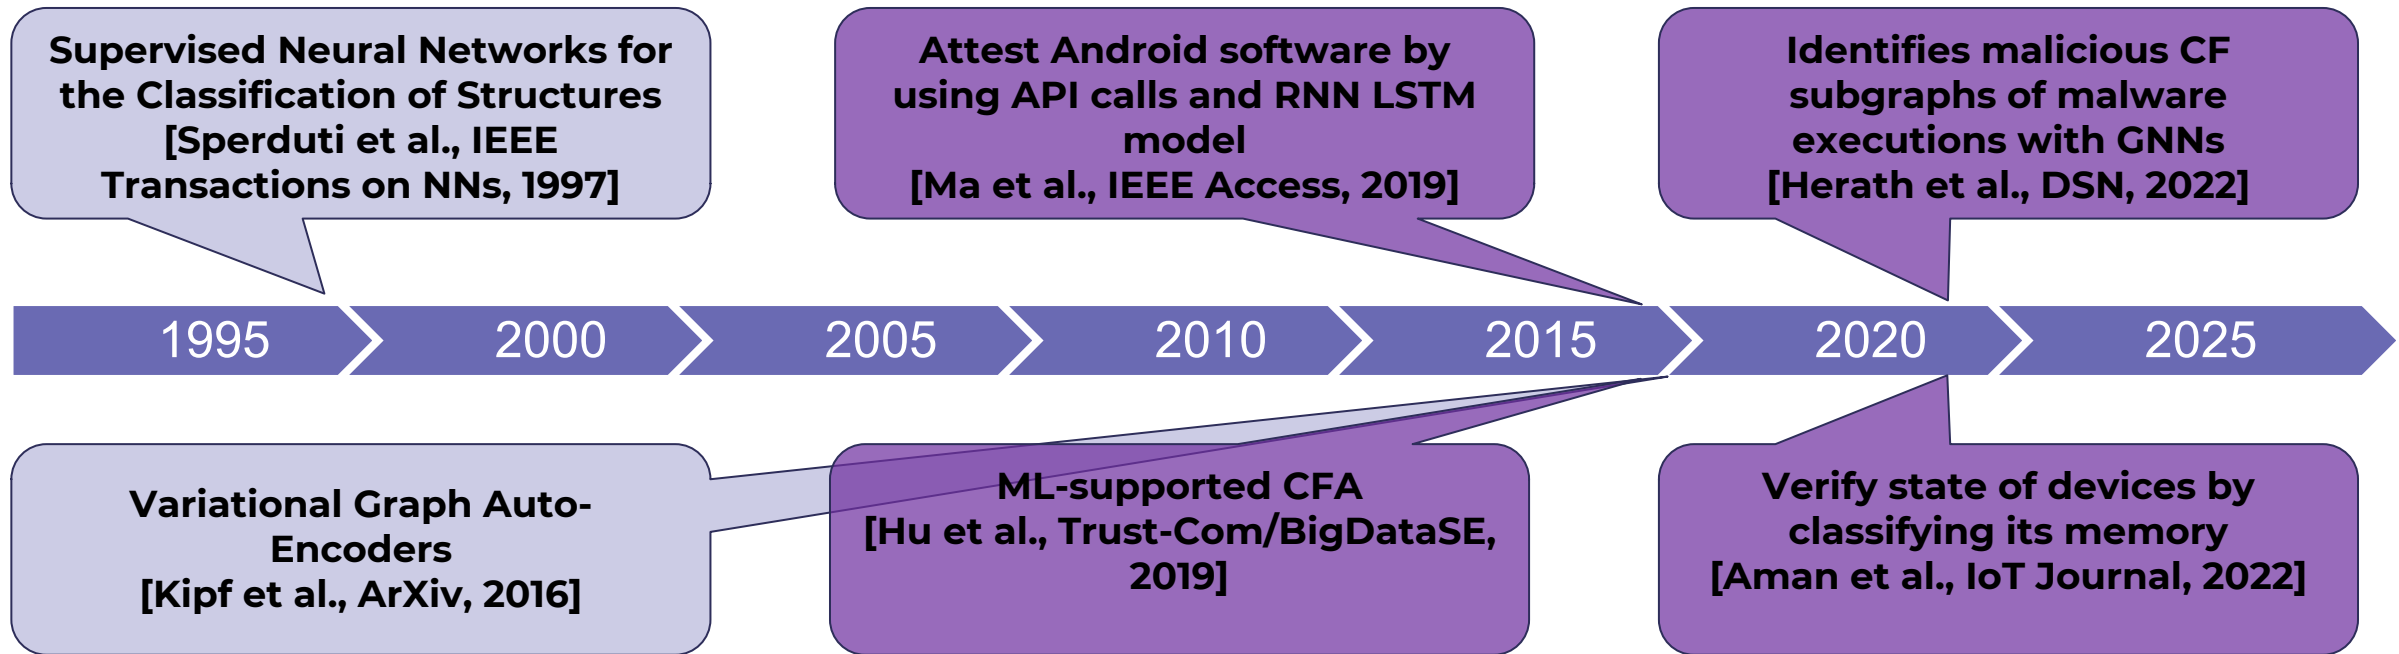 Supervised Neural Networks for
the Classification of Structures
[Sperduti et al., IEEE
Transactions on NNs, 1997]
Attest Android software by
using API calls and RNN LSTM
model
[Ma et al., IEEE Access, 2019]
Identifies malicious CF
subgraphs of malware
executions with GNNs
[Herath et al., DSN, 2022]
1995
2000
2005
2010
2015
2020
2025
Variational Graph Auto-
Encoders
[Kipf et al., ArXiv, 2016]
ML-supported CFA
[Hu et al., Trust-Com/BigDataSE,
2019]
Verify state of devices by
classifying its memory
[Aman et al., IoT Journal, 2022]